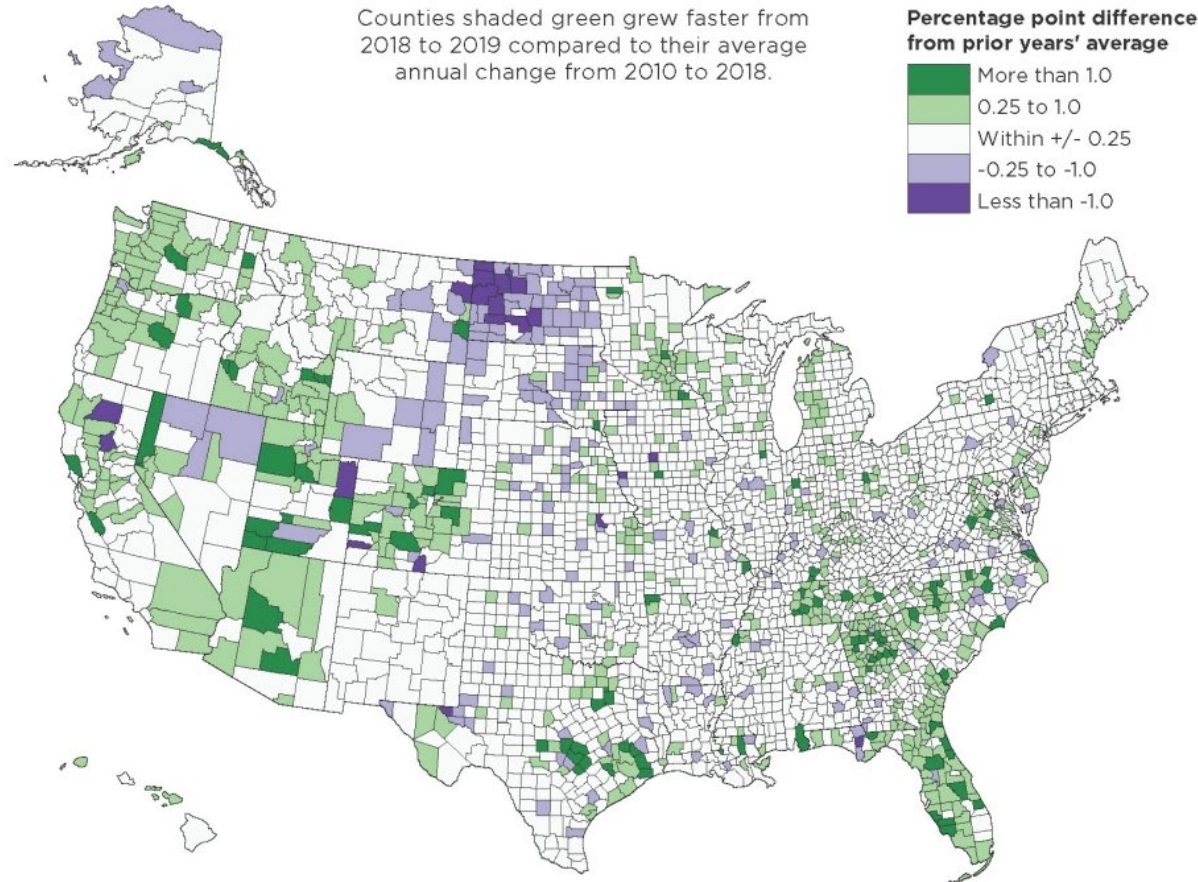 Counties shaded green grew faster from
2018 to 2019 compared to their average
annual change from 2010 to 2018.
Percentage point difference
from prior years' average
More than 1.0
0.25 to 1.0
Within +/- 0.25
-0.25 to -1.0
Less than -1.0